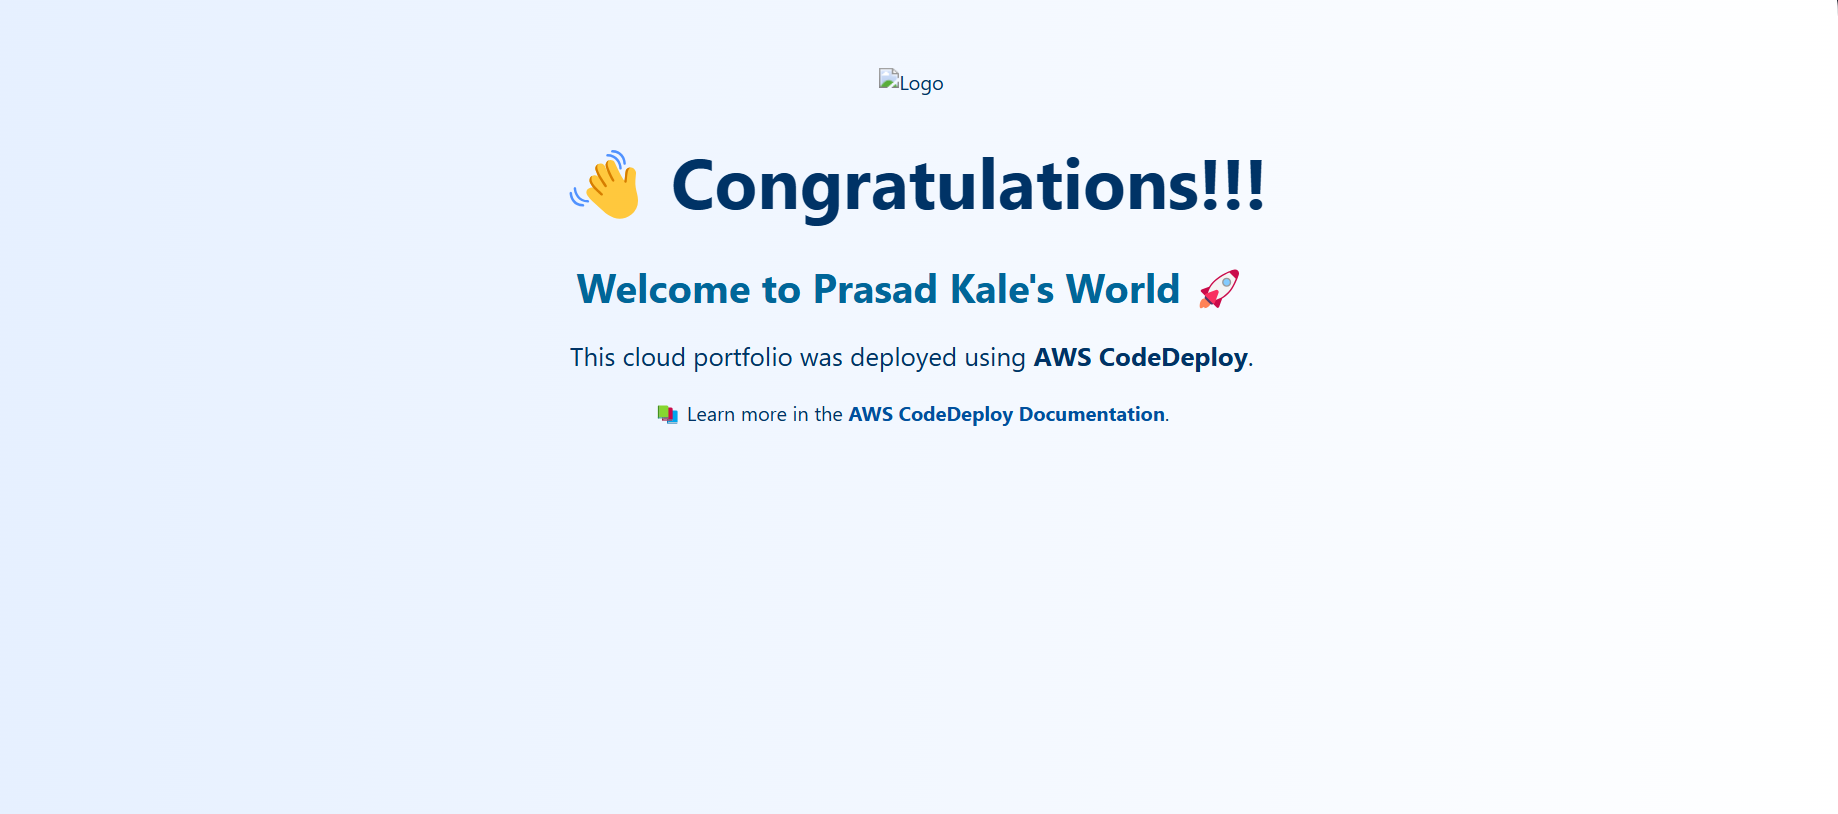 Logo
👋 Congratulations!!!
Welcome to Prasad Kale's World 🚀
This cloud portfolio was deployed using AWS CodeDeploy.
📚 Learn more in the AWS CodeDeploy Documentation.